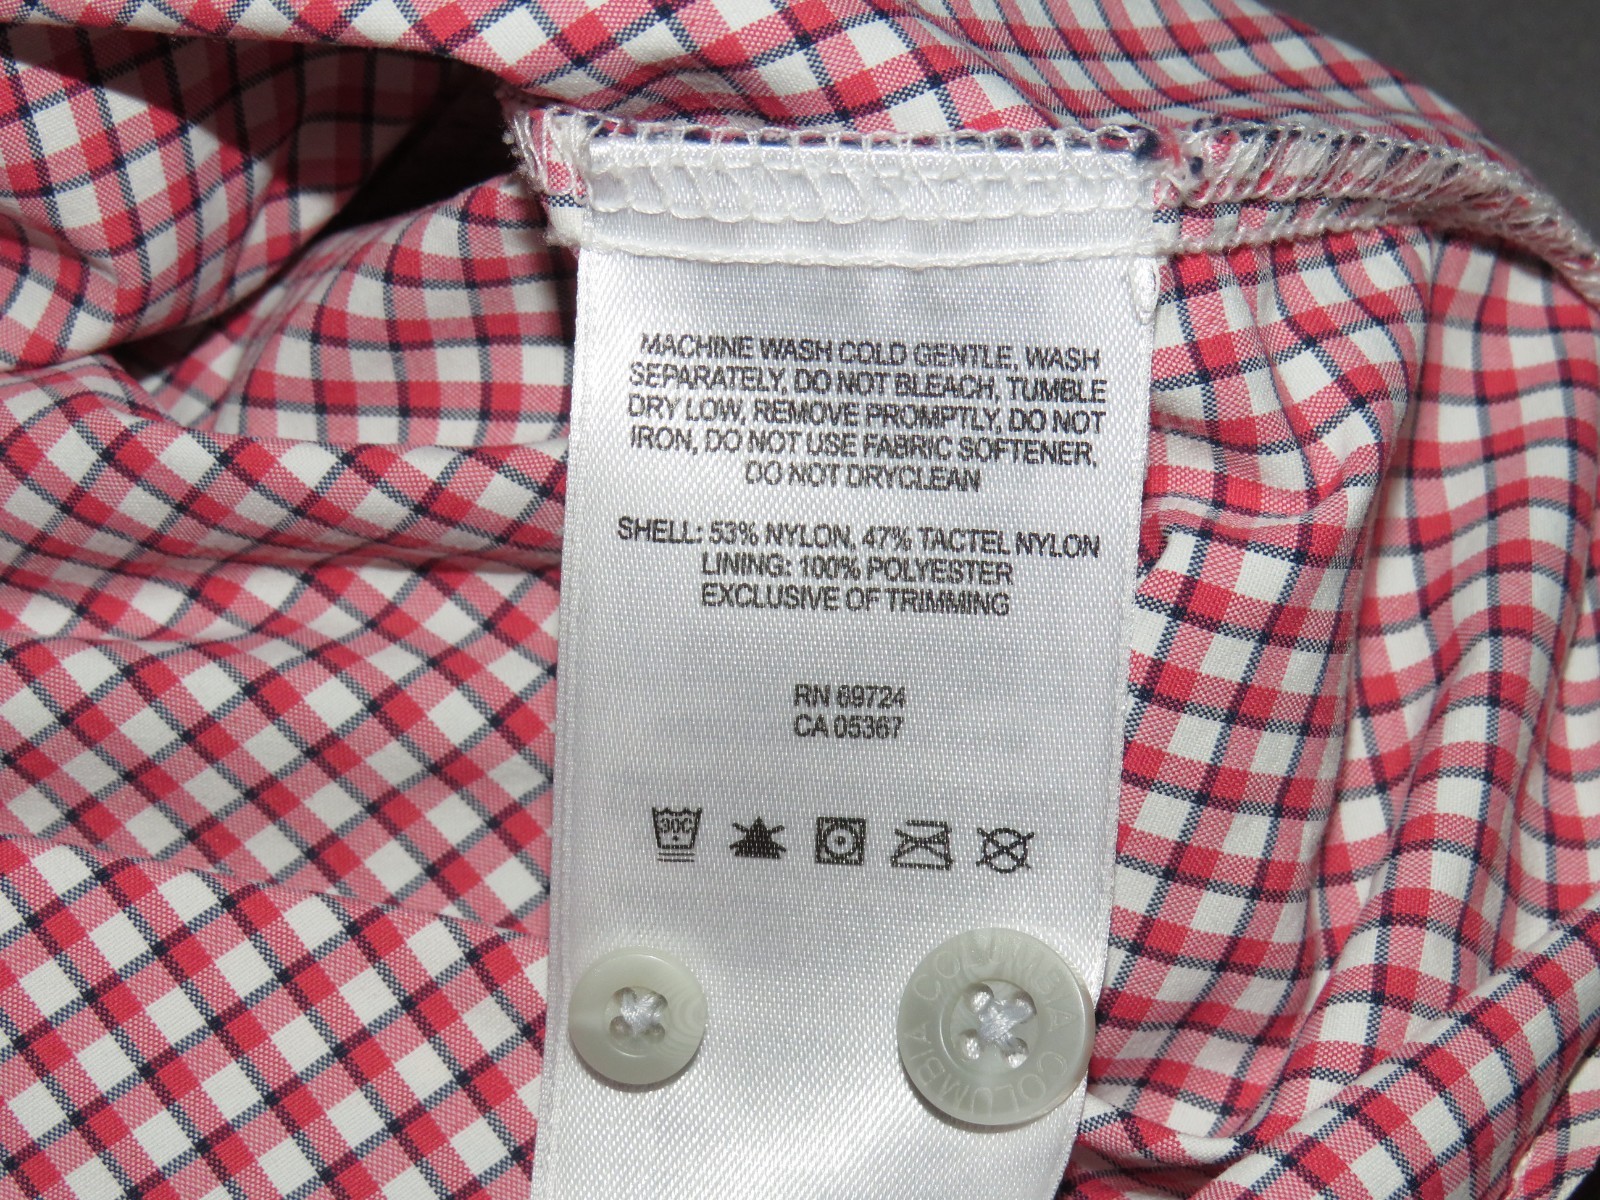 MACHINE WASH COLD GENTLE, WASH
SEPARATELY, DO NOT BLEACH, TUMBLE
DRY LOW, REMOVE PROMPTLY, DO NOT
IRON, DO NOT USE FABRIC SOFTENER,
DO NOT DRYCLEAN
SHELL: 53% NYLON, 47% TACTEL NYLON
LINING: 100% POLYESTER
EXCLUSIVE OF TRIMMING
RN 69724
CA 05367
30C
COLUMBIA
COLUMBIA